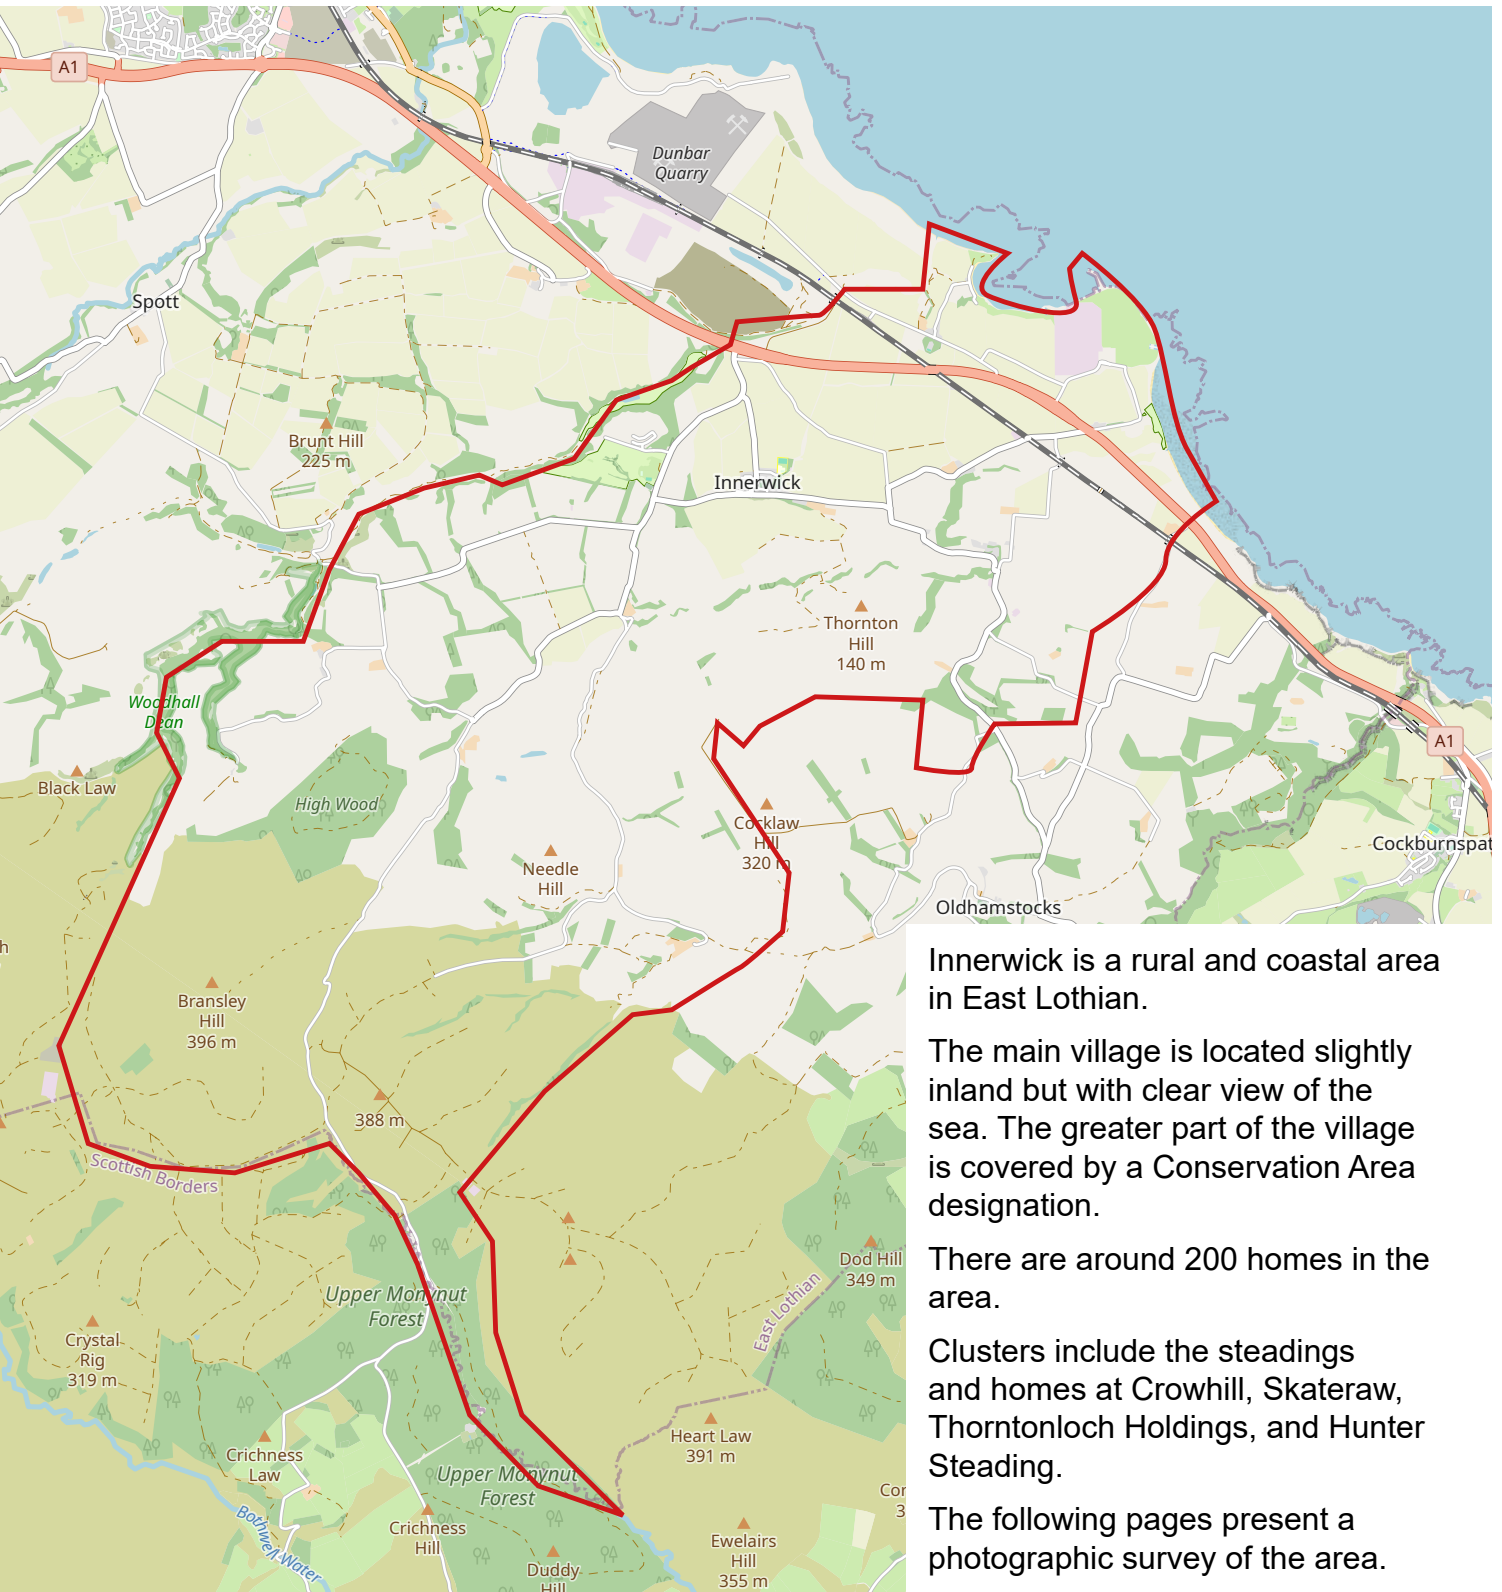 A1
Dunbar
Quarry
Spott
Brunt Hill
225 m
Innerwick
Thornton
Hill
140 m
Woodhall
Dean
Black Law
High Wood
Cocklaw
Hill
320 m
A1
Needle
Hill
Cockburnspat
Oldhamstocks
h
Bransley
Hill
396 m
388 m
Scottish Borders
Dod Hill
349 m
East Lothian
Upper Monynut
Forest
Crystal
Rig
319 m
Heart Law
391 m
Crichness
Law
Upper Monynut
Forest
Cor
3
Bothwell Water
Crichness
Hill
Ewelairs
Hill
355 m
Duddy
Hill
Innerwick is a rural and coastal area
in East Lothian.
The main village is located slightly
inland but with clear view of the
sea. The greater part of the village
is covered by a Conservation Area
designation.
There are around 200 homes in the
area.
Clusters include the steadings
and homes at Crowhill, Skateraw,
Thorntonloch Holdings, and Hunter
Steading.
The following pages present a
photographic survey of the area.